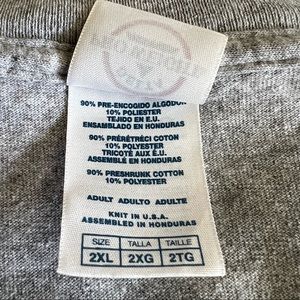 90% PRE-ENCOGIDO ALGODON
10% POLYESTER
TEJIDO EN E.U.
ENSAMBLADO EN HONDURAS
90% PRÉRÉTRÉCI COTON
10% POLYESTER
TRICOTÉ AUX É.U.
ASSEMBLÉ EN HONDURAS
90% PRESHRUNK COTTON
10% POLYESTER
ADULT ADULTO ADULTE
KNIT IN U.S.A.
ASSEMBLED IN HONDURAS
SIZE TALLA TAILLE
2XL 2XG 2TG